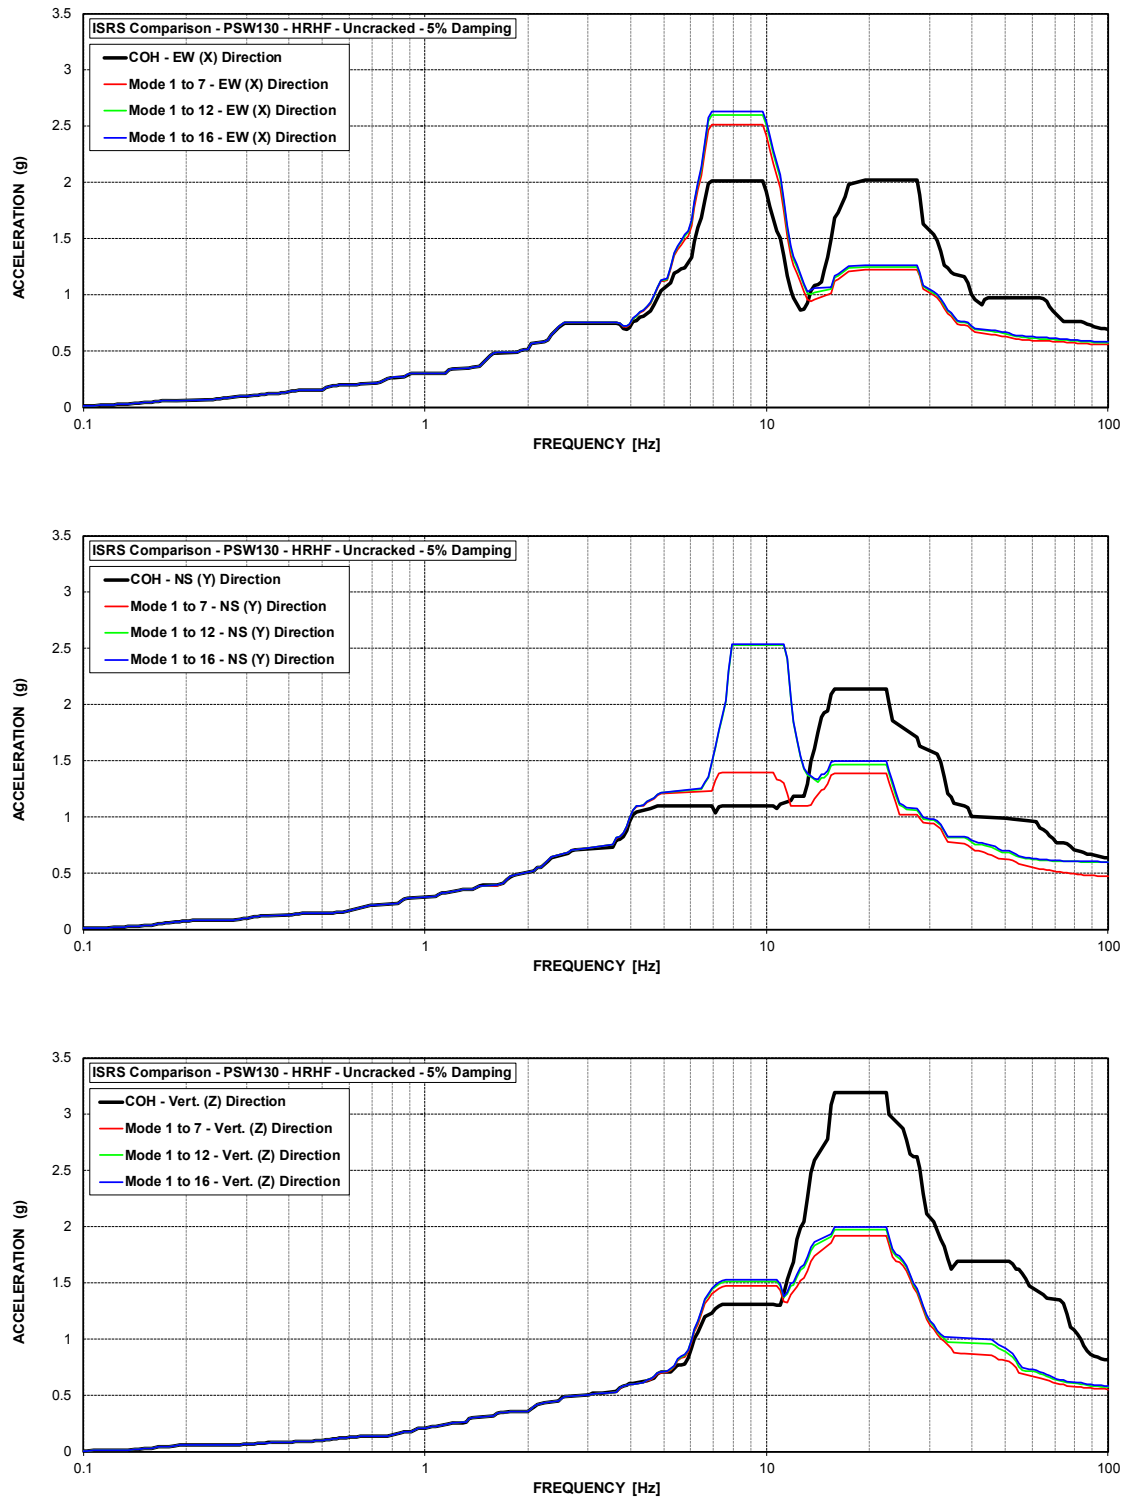 ISRS Comparison - PSW130 - HRHF - Uncracked - 5% Damping
COH - EW (X) Direction
Mode 1 to 7 - EW (X) Direction
Mode 1 to 12 - EW (X) Direction
Mode 1 to 16 - EW (X) Direction
3.5
3
2.5
2
1.5
1
0.5
0
ACCELERATION (g)
0.1
1
10
100
FREQUENCY [Hz]
ISRS Comparison - PSW130 - HRHF - Uncracked - 5% Damping
COH - NS (Y) Direction
Mode 1 to 7 - NS (Y) Direction
Mode 1 to 12 - NS (Y) Direction
Mode 1 to 16 - NS (Y) Direction
3.5
3
2.5
2
1.5
1
0.5
0
ACCELERATION (g)
0.1
1
10
100
FREQUENCY [Hz]
ISRS Comparison - PSW130 - HRHF - Uncracked - 5% Damping
COH - Vert. (Z) Direction
Mode 1 to 7 - Vert. (Z) Direction
Mode 1 to 12 - Vert. (Z) Direction
Mode 1 to 16 - Vert. (Z) Direction
3.5
3
2.5
2
1.5
1
0.5
0
ACCELERATION (g)
0.1
1
10
100
FREQUENCY [Hz]